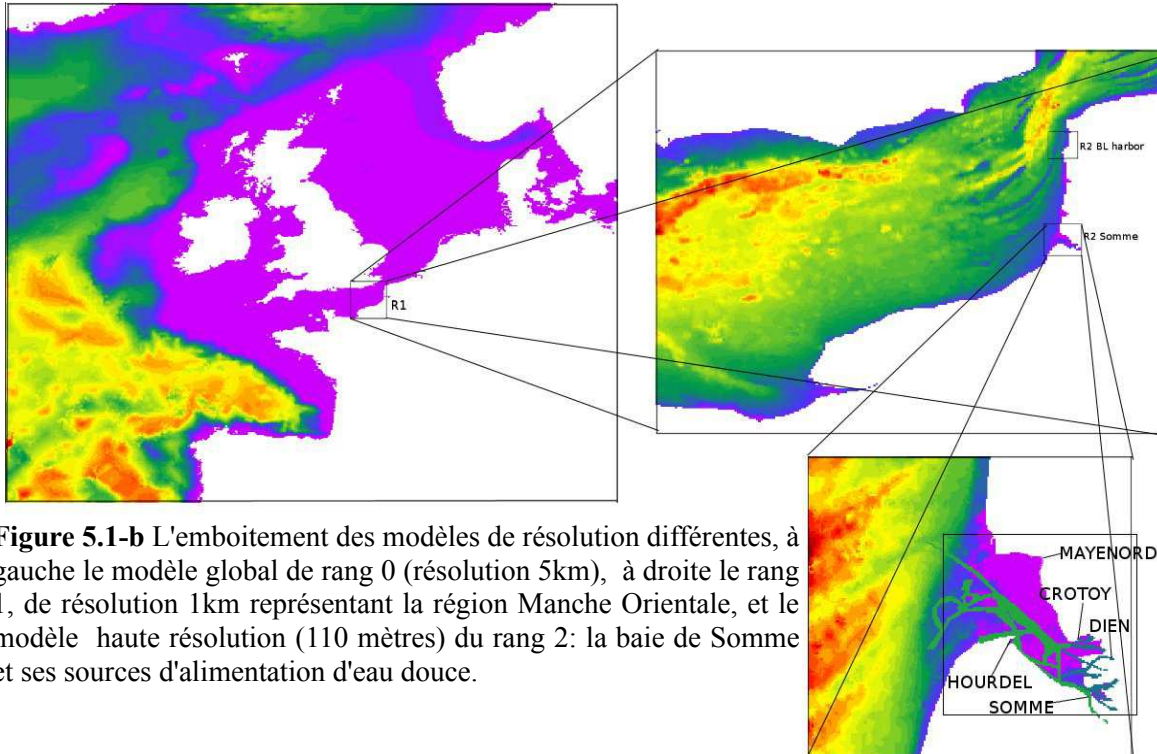 R1
R2 BL harbor
R2 Somme
MAYENORD
CROTOY
DIEN
HOURDEL
SOMME
Figure 5.1-b L'emboitement des modèles de résolution différentes, à
gauche le modèle global de rang 0 (résolution 5km), à droite le rang
1, de résolution 1km représentant la région Manche Orientale, et le
modèle haute résolution (110 mètres) du rang 2: la baie de Somme
et ses sources d'alimentation d'eau douce.